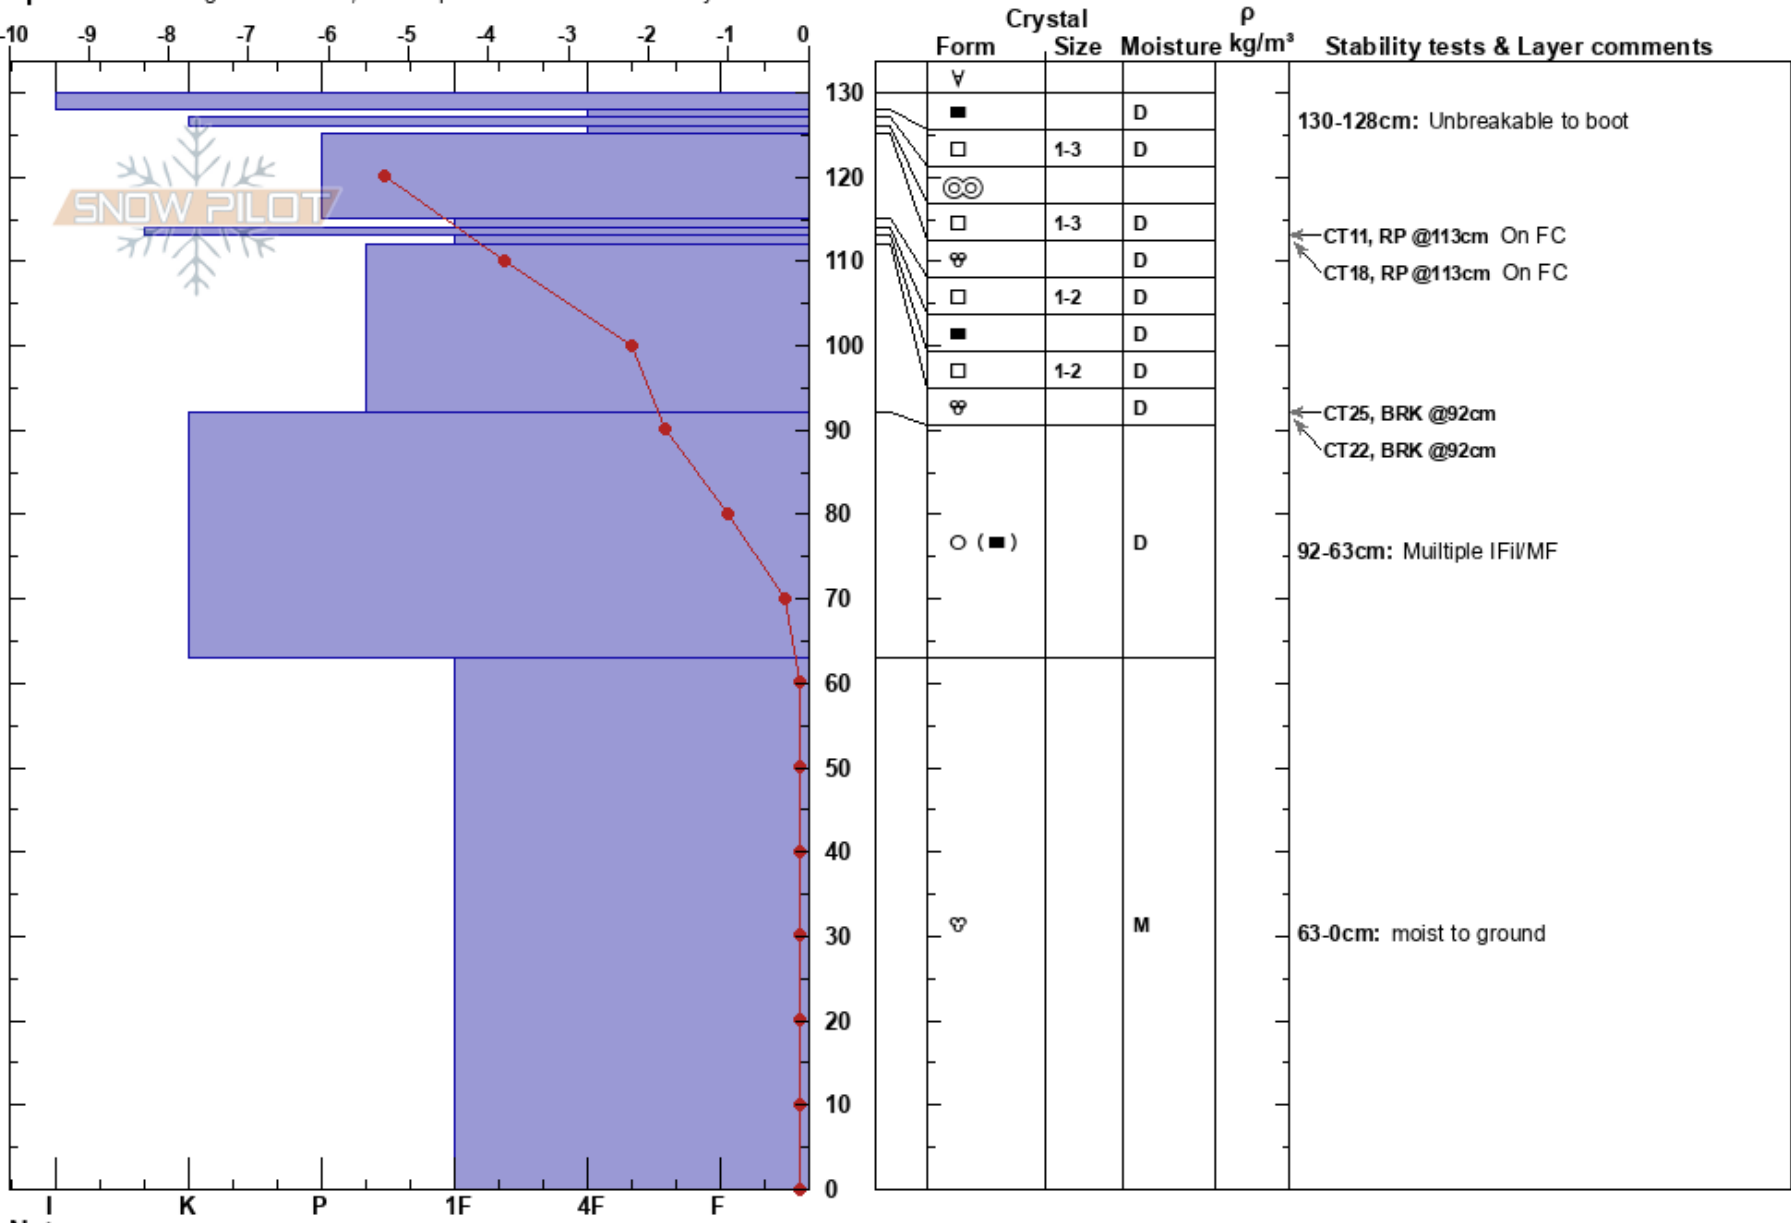 Crystal ρ
-10 -9 -8 -7 -6 -5 -4 -3 -2 -1 0 Form Size Moisture kg/m³ Stability tests & Layer comments
130
D 130-128cm: Unbreakable to boot
1-3 D
120
SNOW PILOT
1-3 D
CT11, RP @113cm On FC
110 D
CT18, RP @113cm On FC
1-2 D
D
100
1-2 D
D CT25, BRK @92cm
90
CT22, BRK @92cm
80
( ) D 92-63cm: Muiltiple IFil/MF
70
60
50
40
M 63-0cm: moist to ground
30
20
10
0
I K P 1F 4F F